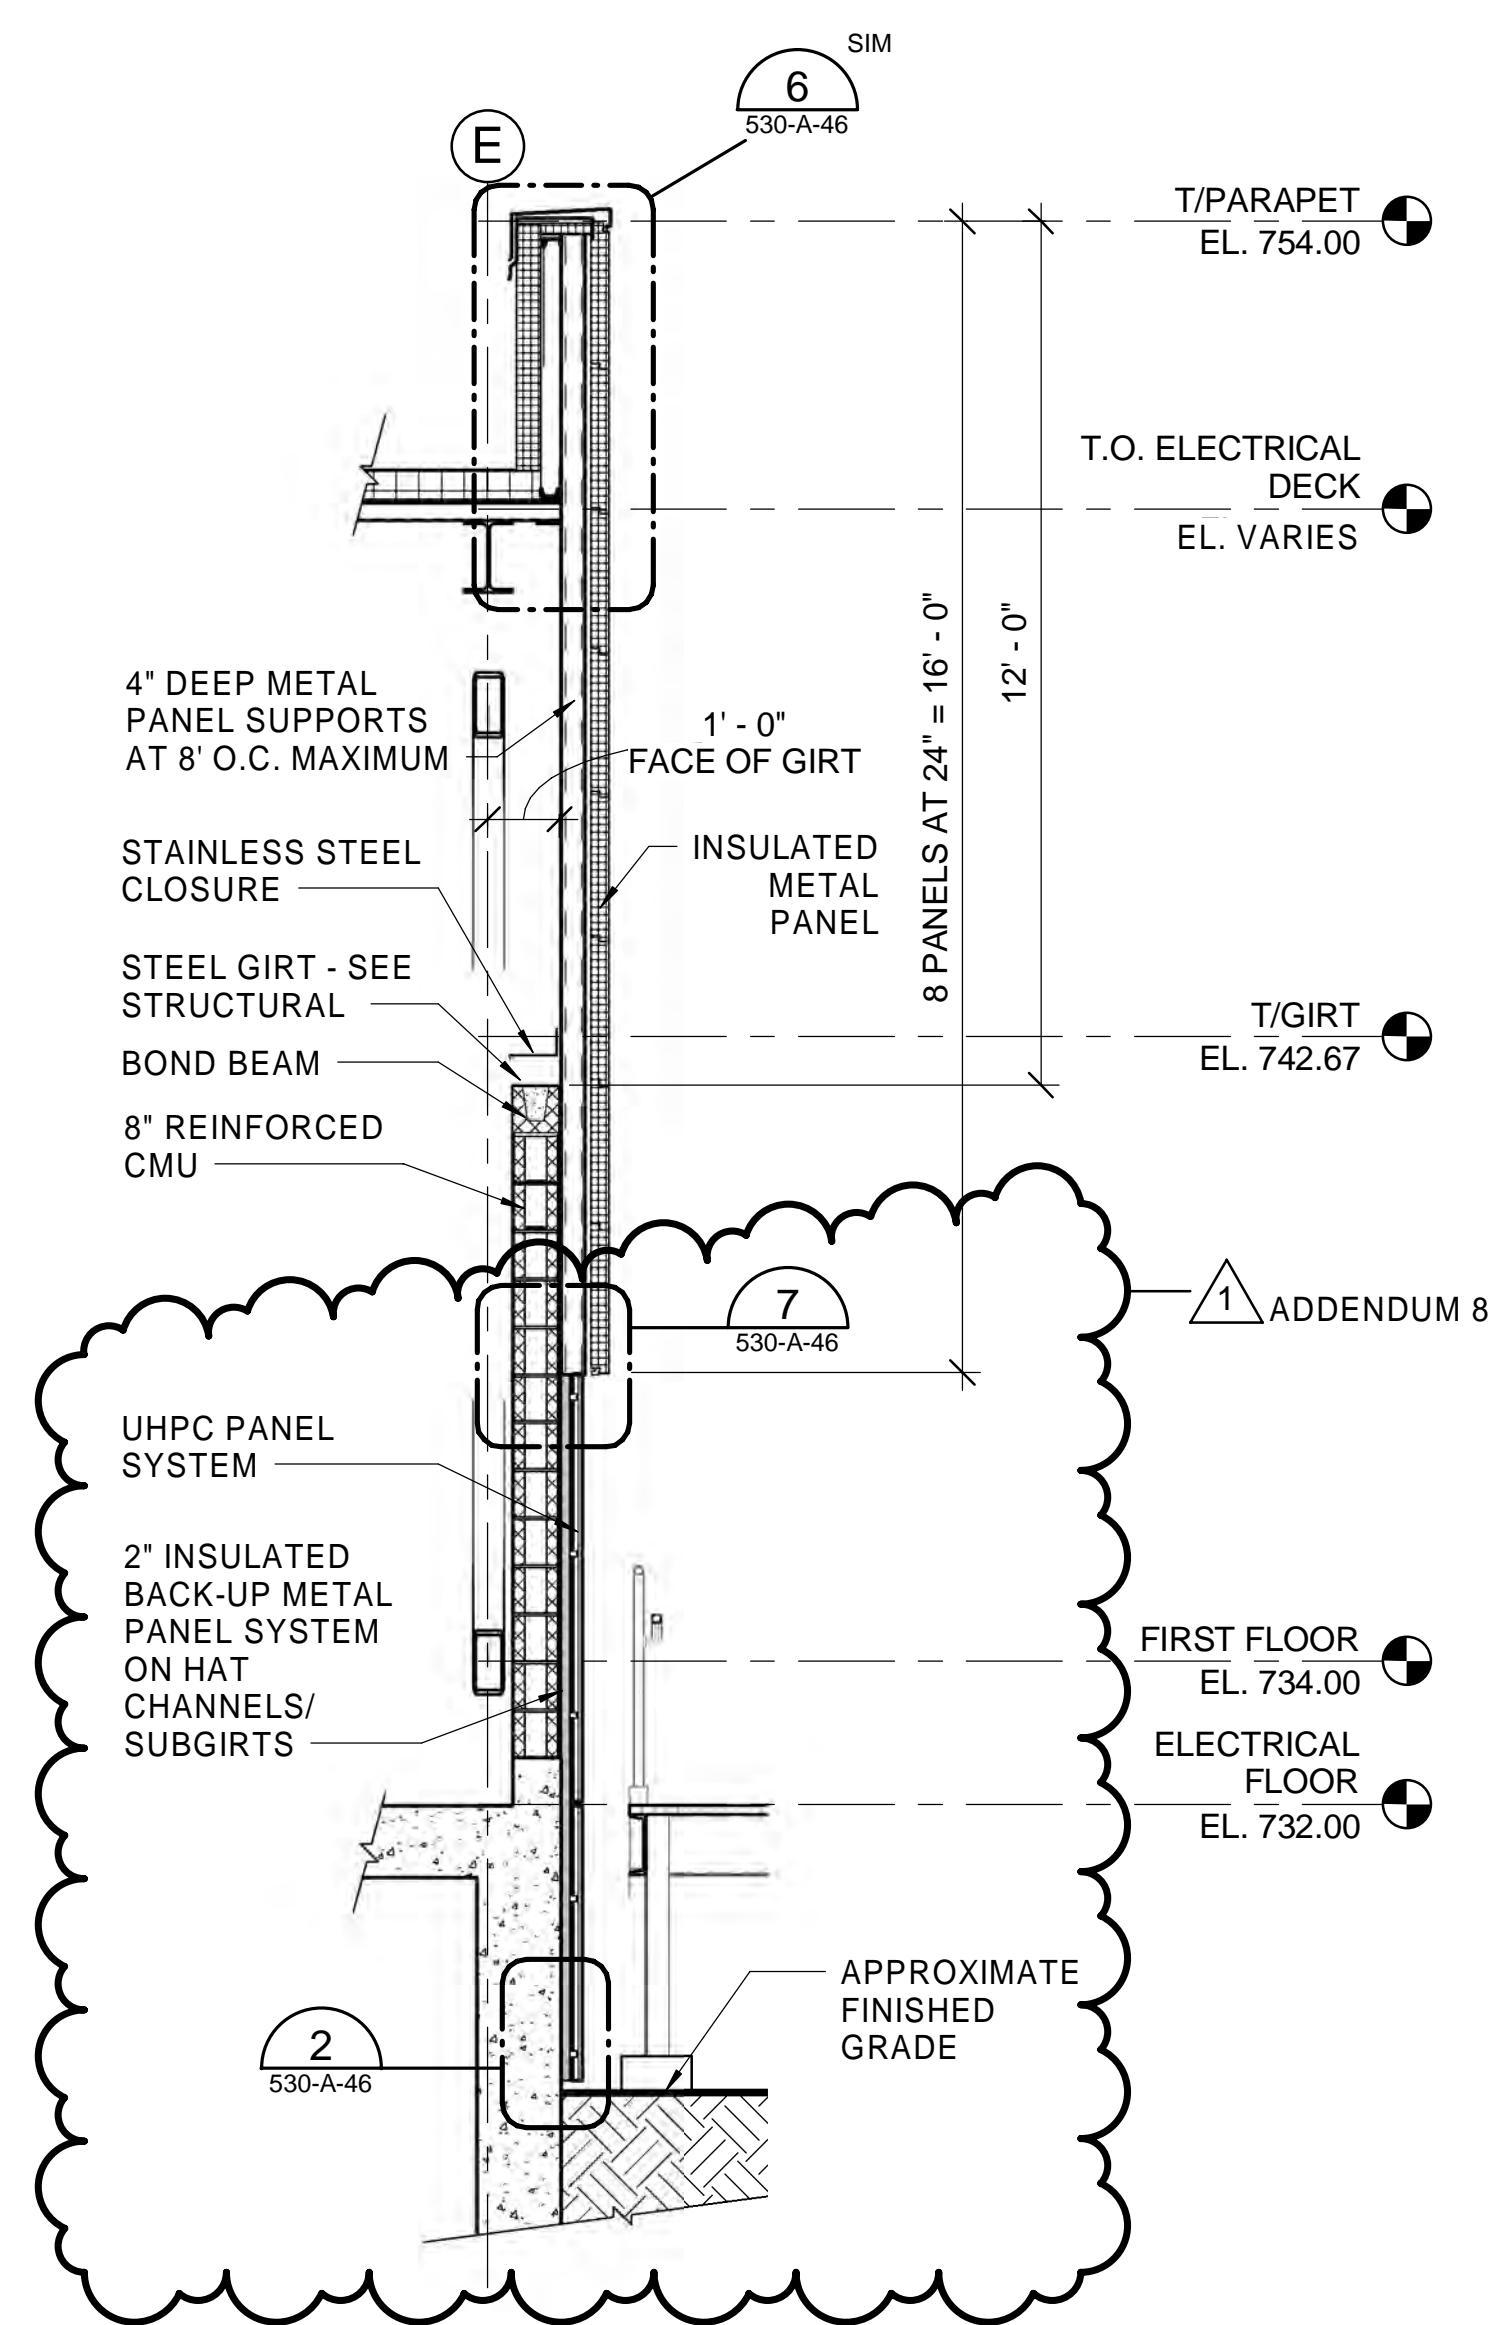 SIM
6
530-A-46
E
T/PARAPET
EL. 754.00
T.O. ELECTRICAL
DECK
EL. VARIES
8 PANELS AT 24" = 16' - 0"
12' - 0"
4" DEEP METAL
PANEL SUPPORTS
AT 8' O.C. MAXIMUM
1' - 0"
FACE OF GIRT
STAINLESS STEEL
CLOSURE
INSULATED
METAL
PANEL
STEEL GIRT - SEE
STRUCTURAL
T/GIRT
EL. 742.67
BOND BEAM
8" REINFORCED
CMU
7
530-A-46
1
ADDENDUM 8
UHPC PANEL
SYSTEM
2" INSULATED
BACK-UP METAL
PANEL SYSTEM
ON HAT
CHANNELS/
SUBGIRTS
FIRST FLOOR
EL. 734.00
ELECTRICAL
FLOOR
EL. 732.00
APPROXIMATE
FINISHED
GRADE
2
530-A-46